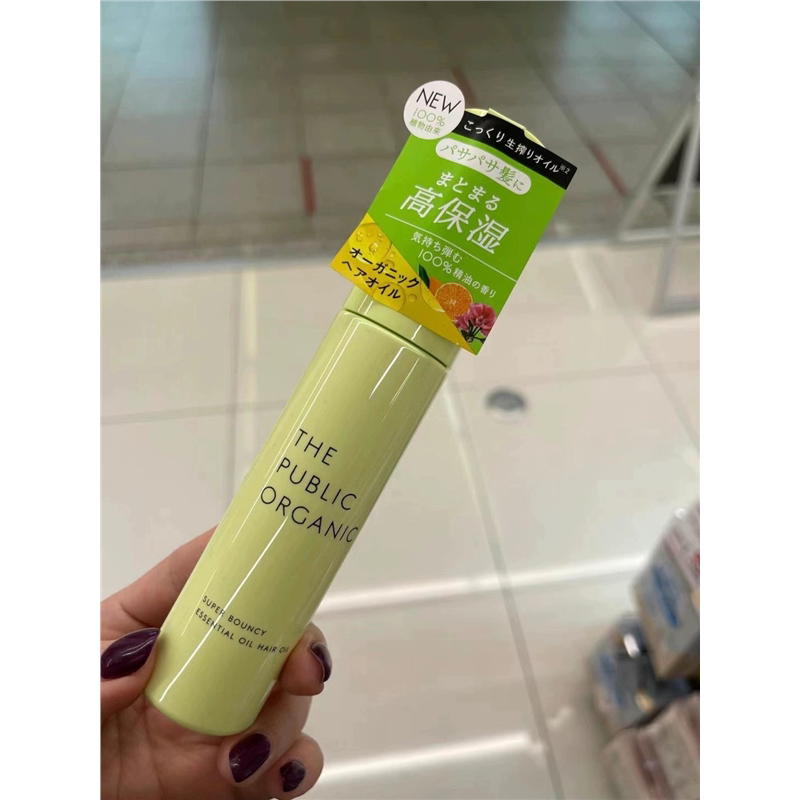 NEW
100%
植物由来
こっくり生搾りオイル※2
パサパサ髪に
まとまる
高保湿
気持ち弾む
100%精油の香り
オーガニック
ヘアオイル
THE
PUBLIC
ORGANIC
SUPER BOUNCY
ESSENTIAL OIL HAIR OIL